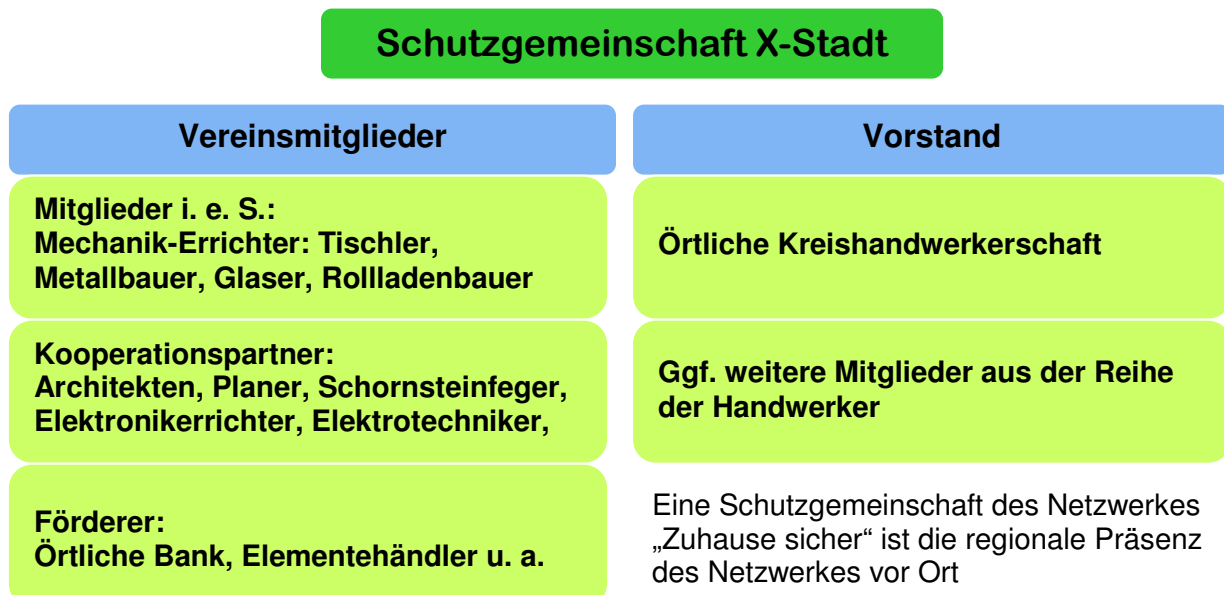 Schutzgemeinschaft X-Stadt
Vereinsmitglieder
Mitglieder i. e. S.:
Mechanik-Errichter: Tischler,
Metallbauer, Glaser, Rollladenbauer
Kooperationspartner:
Architekten, Planer, Schornsteinfeger,
Elektronikerrichter, Elektrotechniker,
Förderer:
Örtliche Bank, Elementehändler u. a.
Vorstand
Örtliche Kreishandwerkerschaft
Ggf. weitere Mitglieder aus der Reihe
der Handwerker
Eine Schutzgemeinschaft des Netzwerkes
„Zuhause sicher“ ist die regionale Präsenz
des Netzwerkes vor Ort